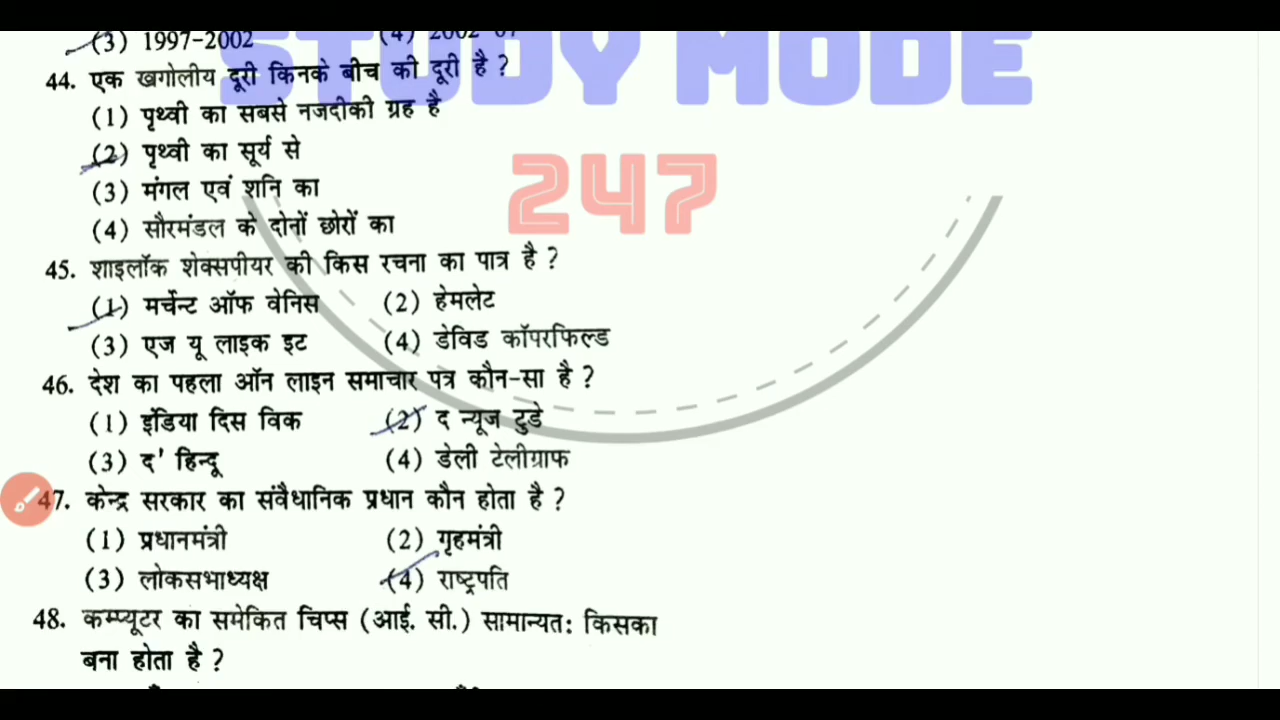 (3) 1997-2002 (4) 2002-07
STUDY MODE
247
44. एक खगोलीय दूरी किनके बीच की दूरी है ?
(1) पृथ्वी का सबसे नजदीकी ग्रह है
(2) पृथ्वी का सूर्य से
(3) मंगल एवं शनि का
(4) सौरमंडल के दोनों छोरों का
45. शाइलॉक शेक्सपीयर की किस रचना का पात्र है ?
(1) मर्चेन्ट ऑफ वेनिस (2) हेमलेट
(3) एज यू लाइक इट (4) डेविड कॉपरफिल्ड
46. देश का पहला ऑन लाइन समाचार पत्र कौन-सा है ?
(1) इंडिया दिस विक (2) द न्यूज टुडे
(3) द' हिन्दू (4) डेली टेलीग्राफ
47. केन्द्र सरकार का संवैधानिक प्रधान कौन होता है ?
(1) प्रधानमंत्री (2) गृहमंत्री
(3) लोकसभाध्यक्ष (4) राष्ट्रपति
48. कम्प्यूटर का समेकित चिप्स (आई. सी.) सामान्यत: किसका
बना होता है ?